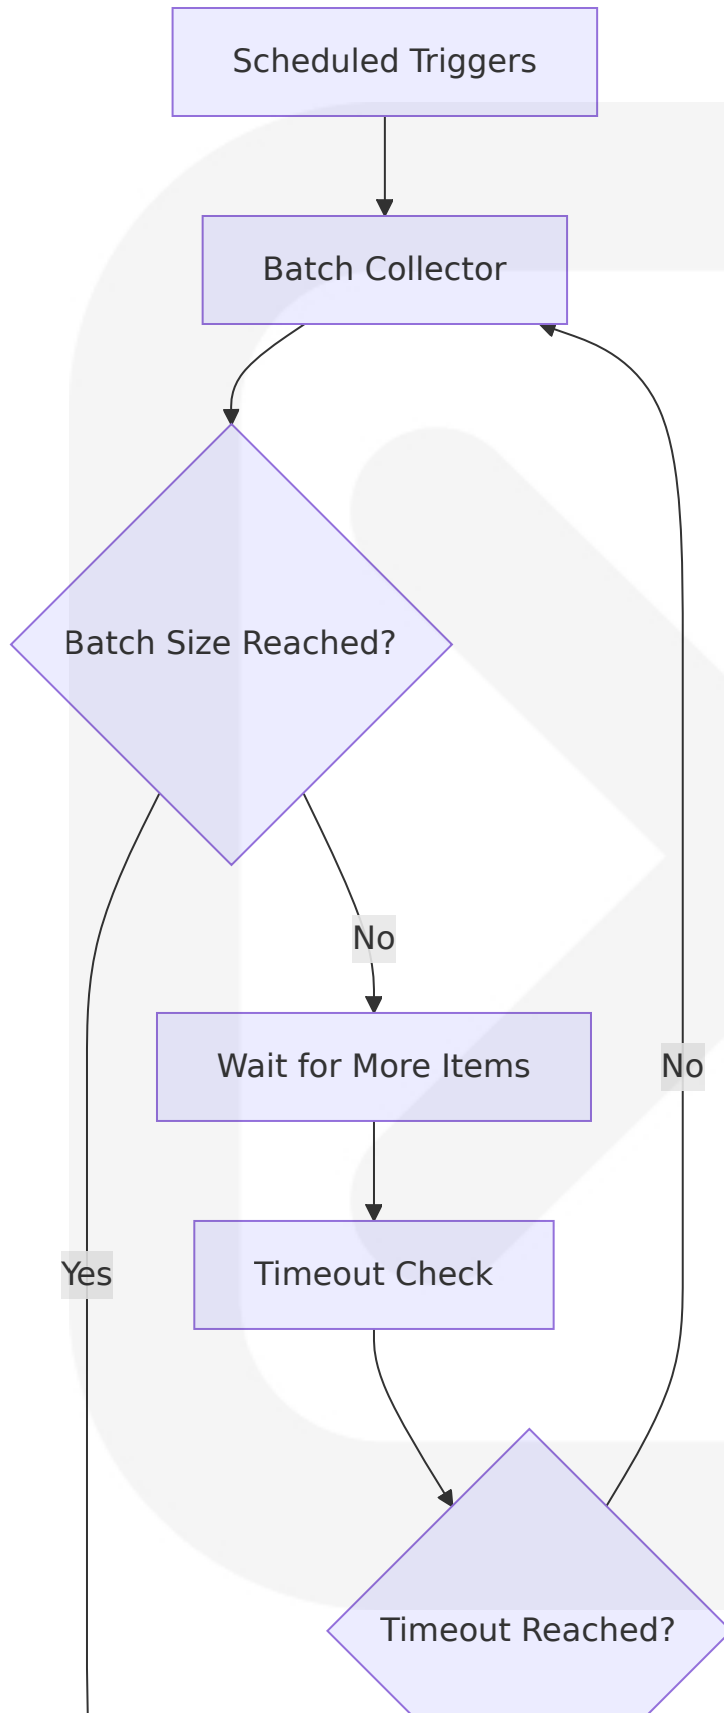 Scheduled Triggers
Batch Collector
Batch Size Reached?
No
Wait for More Items
No
Yes
Timeout Check
Timeout Reached?